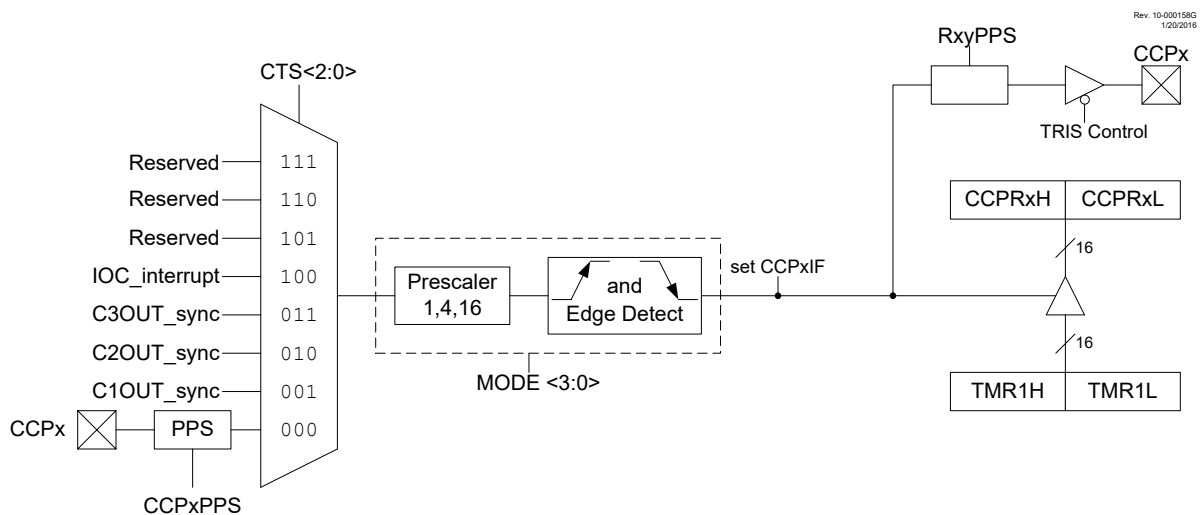 Rev. 10-000158G
1/20/2016
RxyPPS
CCPx
CTS<2:0>
TRIS Control
Reserved
111
Reserved
110
Reserved
101
IOC_interrupt
100
C3OUT_sync
011
C2OUT_sync
010
C1OUT_sync
001
CCPx
PPS
000
CCPxPPS
Prescaler
1,4,16
and
Edge Detect
MODE <3:0>
set CCPxIF
CCPRxH
CCPRxL
16
16
TMR1H
TMR1L